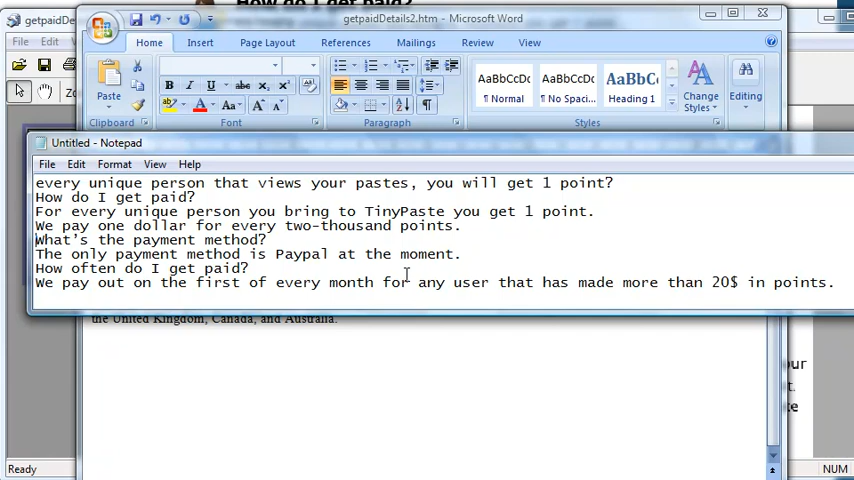 How do I get paid?
getpaidDetails2.htm - Microsoft Word
getpaidDe
File Ed
Home Insert Page Layout References Mailings Review View
Paste
AaBbCcDc AaBbCcDc AaBbC
¶ Normal ¶ No Spaci... Heading 1
Change Styles
Editing
Clipboard Font Paragraph Styles
Untitled - Notepad
File Edit Format View Help
every unique person that views your pastes, you will get 1 point?
How do I get paid?
For every unique person you bring to TinyPaste you get 1 point.
We pay one dollar for every two-thousand points.
What's the payment method?
The only payment method is Paypal at the moment.
How often do I get paid?
We pay out on the first of every month for any user that has made more than 20$ in points.
the United Kingdom, Canada, and Australia.
Ready
NUM